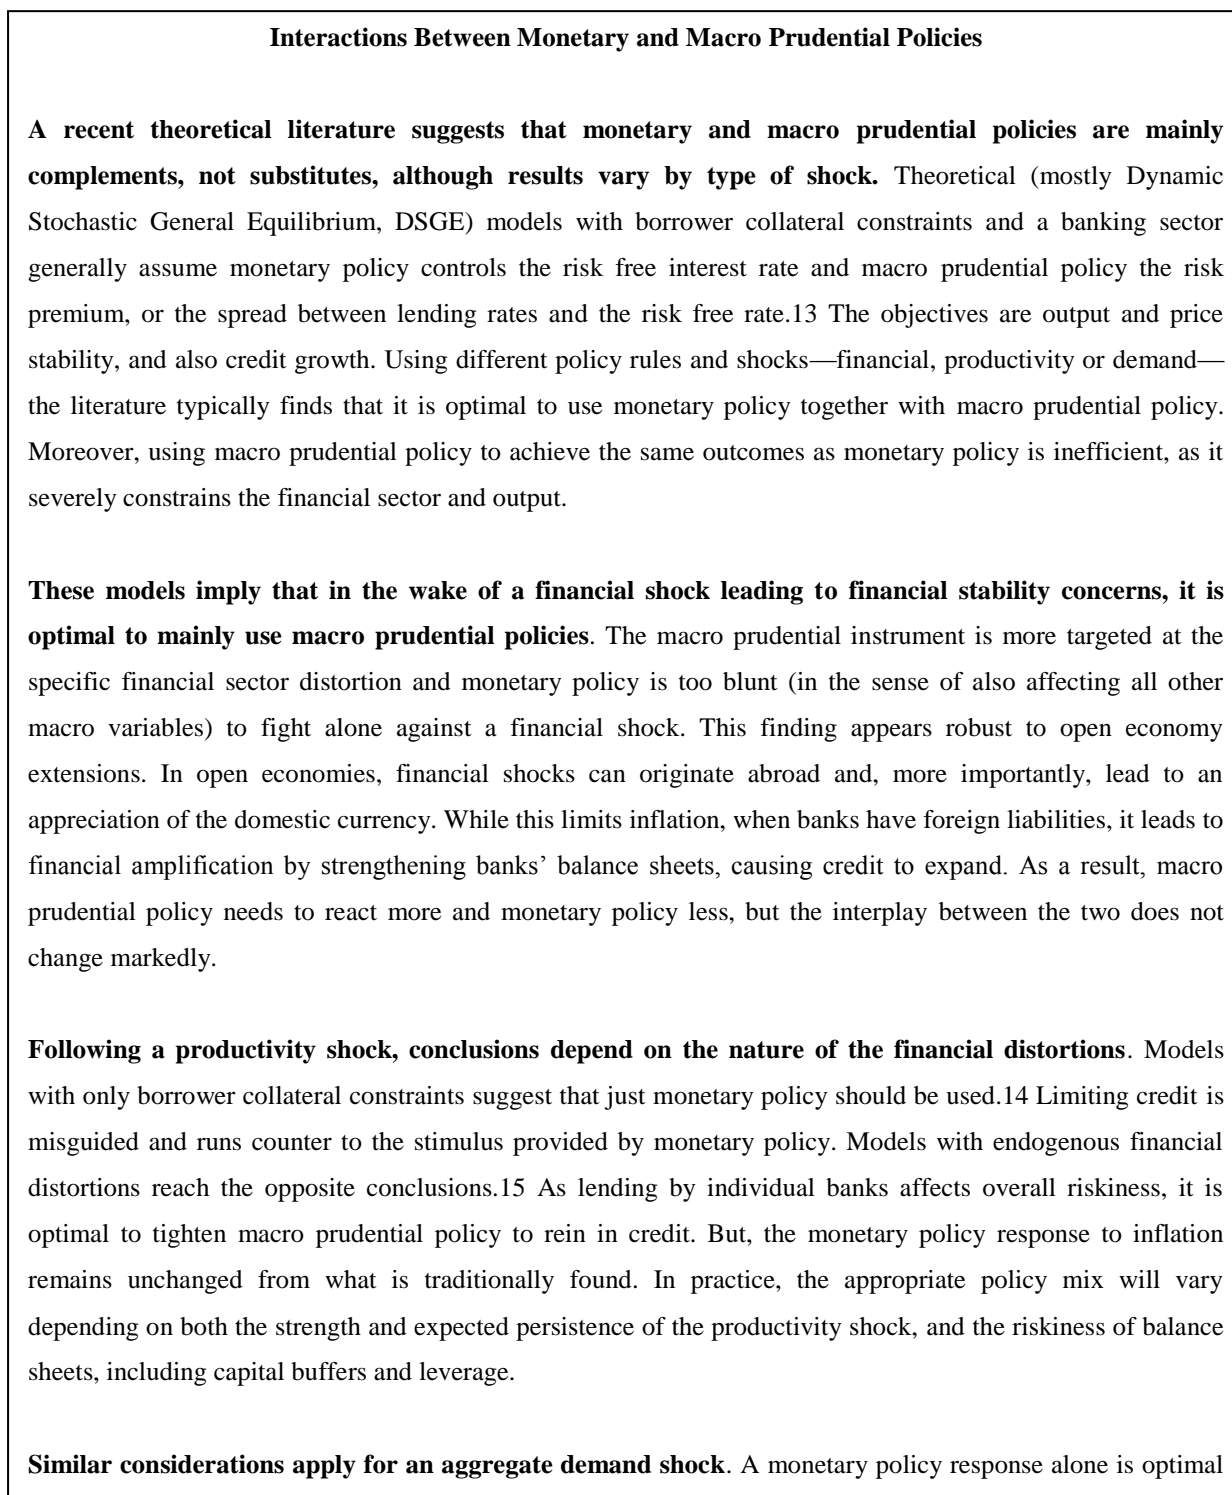 Interactions Between Monetary and Macro Prudential Policies
A recent theoretical literature suggests that monetary and macro prudential policies are mainly
complements, not substitutes, although results vary by type of shock. Theoretical (mostly Dynamic
Stochastic General Equilibrium, DSGE) models with borrower collateral constraints and a banking sector
generally assume monetary policy controls the risk free interest rate and macro prudential policy the risk
premium, or the spread between lending rates and the risk free rate.13 The objectives are output and price
stability, and also credit growth. Using different policy rules and shocks—financial, productivity or demand—
the literature typically finds that it is optimal to use monetary policy together with macro prudential policy.
Moreover, using macro prudential policy to achieve the same outcomes as monetary policy is inefficient, as it
severely constrains the financial sector and output.
These models imply that in the wake of a financial shock leading to financial stability concerns, it is
optimal to mainly use macro prudential policies. The macro prudential instrument is more targeted at the
specific financial sector distortion and monetary policy is too blunt (in the sense of also affecting all other
macro variables) to fight alone against a financial shock. This finding appears robust to open economy
extensions. In open economies, financial shocks can originate abroad and, more importantly, lead to an
appreciation of the domestic currency. While this limits inflation, when banks have foreign liabilities, it leads to
financial amplification by strengthening banks’ balance sheets, causing credit to expand. As a result, macro
prudential policy needs to react more and monetary policy less, but the interplay between the two does not
change markedly.
Following a productivity shock, conclusions depend on the nature of the financial distortions. Models
with only borrower collateral constraints suggest that just monetary policy should be used.14 Limiting credit is
misguided and runs counter to the stimulus provided by monetary policy. Models with endogenous financial
distortions reach the opposite conclusions.15 As lending by individual banks affects overall riskiness, it is
optimal to tighten macro prudential policy to rein in credit. But, the monetary policy response to inflation
remains unchanged from what is traditionally found. In practice, the appropriate policy mix will vary
depending on both the strength and expected persistence of the productivity shock, and the riskiness of balance
sheets, including capital buffers and leverage.
Similar considerations apply for an aggregate demand shock. A monetary policy response alone is optimal